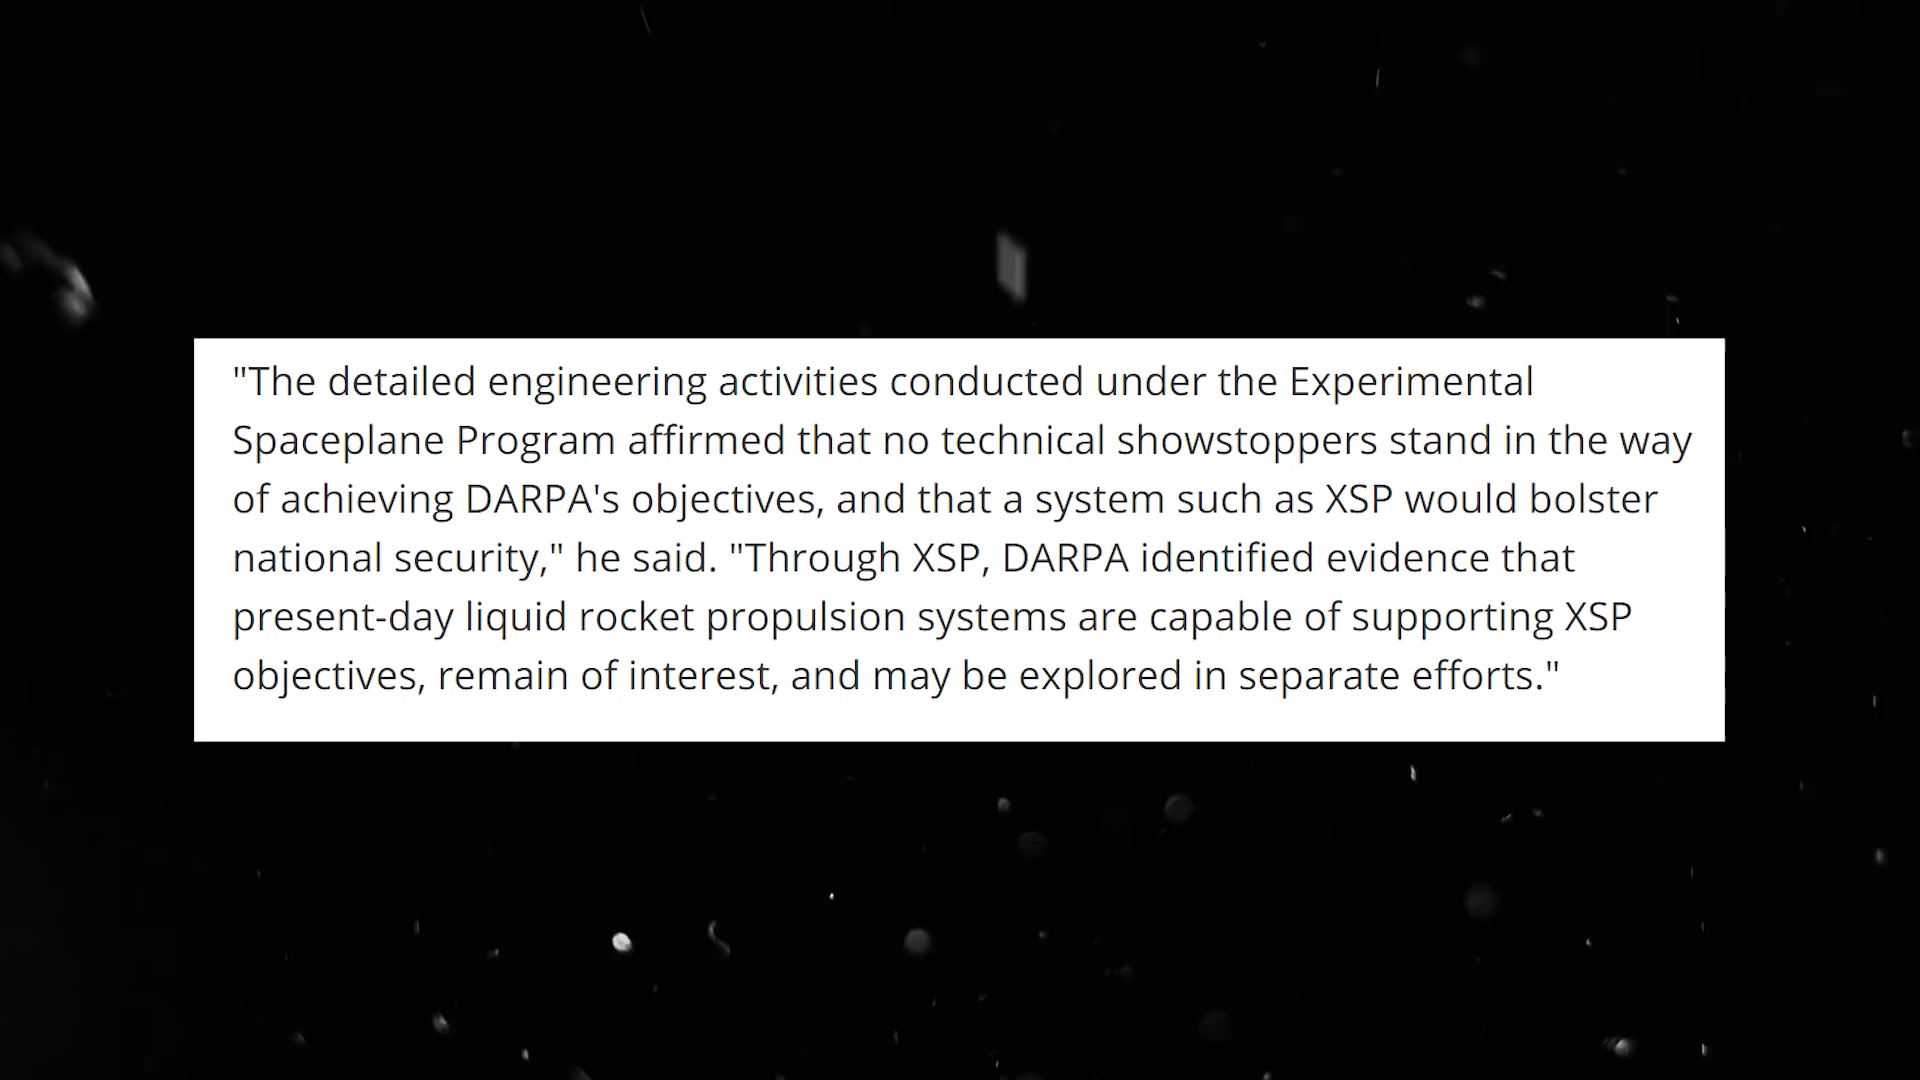 "The detailed engineering activities conducted under the Experimental
Spaceplane Program affirmed that no technical showstoppers stand in the way
of achieving DARPA's objectives, and that a system such as XSP would bolster
national security," he said. "Through XSP, DARPA identified evidence that
present-day liquid rocket propulsion systems are capable of supporting XSP
objectives, remain of interest, and may be explored in separate efforts."